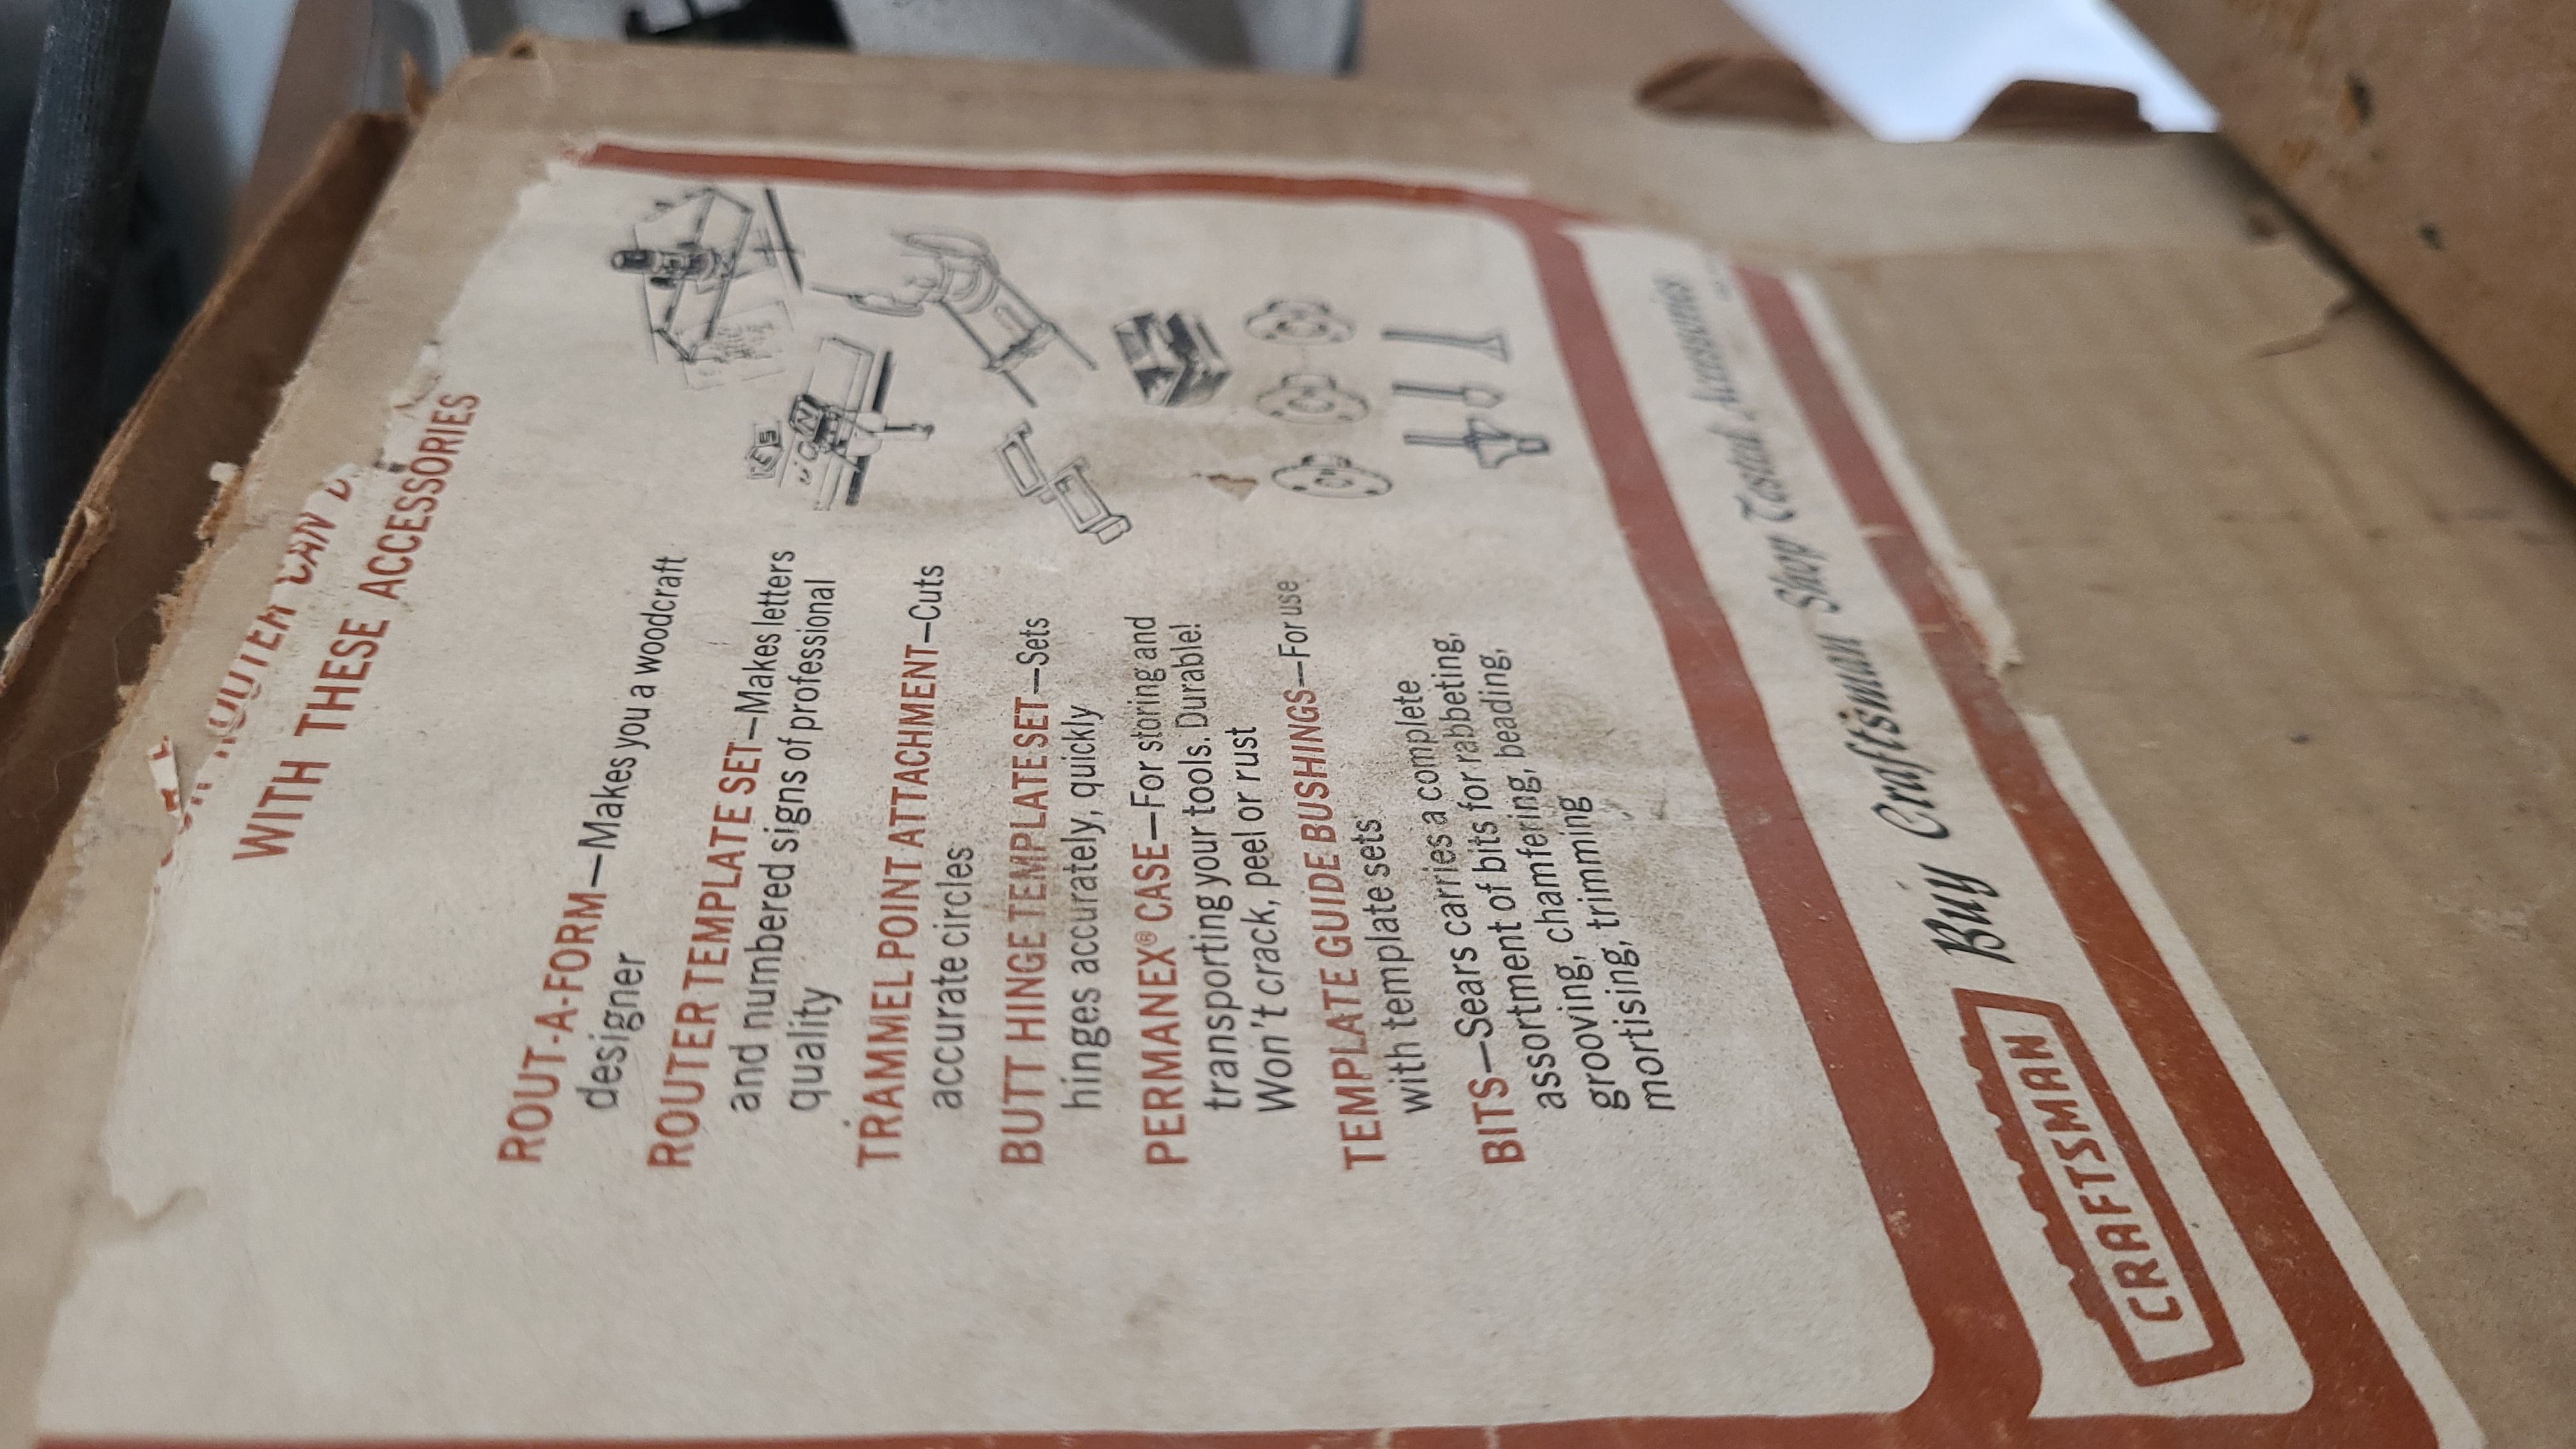 ROUTER CAN
WITH THESE ACCESSORIES
ROUT-A-FORM—Makes you a woodcraft
designer
ROUTER TEMPLATE SET—Makes letters
and numbered signs of professional
quality
TRAMMEL POINT ATTACHMENT—Cuts
accurate circles
BUTT HINGE TEMPLATE SET—Sets
hinges accurately, quickly
PERMANEX® CASE—For storing and
transporting your tools. Durable!
Won't crack, peel or rust
TEMPLATE GUIDE BUSHINGS—For use
with template sets
BITS—Sears carries a complete
assortment of bits for rabbeting,
grooving, chamfering, beading,
mortising, trimming
CRAFTSMAN Buy Craftsman Shop Tested Accessories